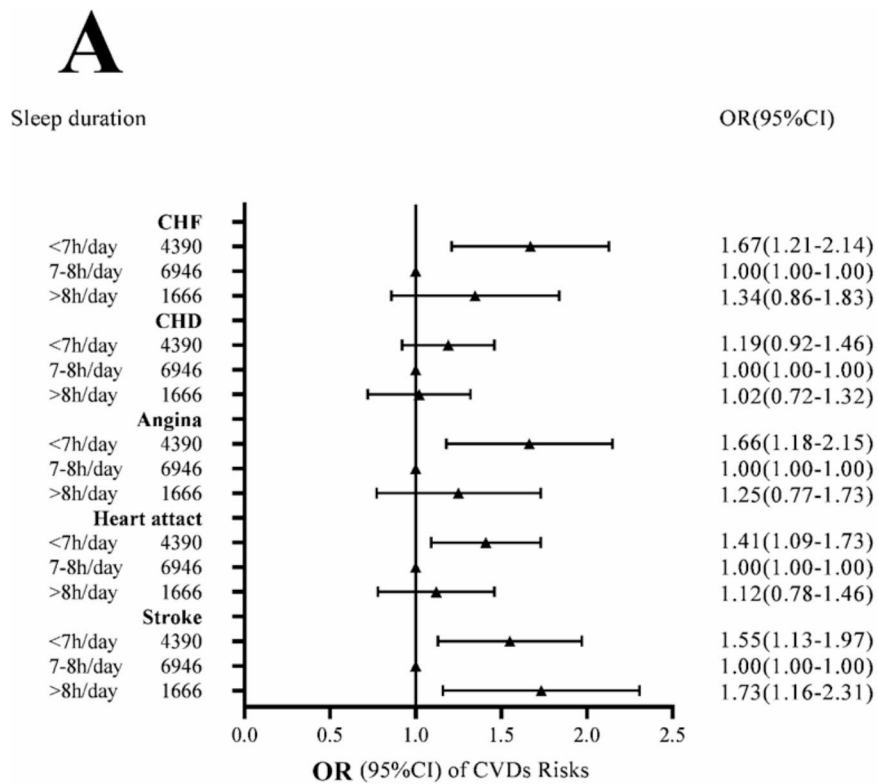 A
Sleep duration OR(95%CI)
CHF
<7h/day 4390 1.67(1.21-2.14)
7-8h/day 6946 1.00(1.00-1.00)
>8h/day 1666 1.34(0.86-1.83)
CHD
<7h/day 4390 1.19(0.92-1.46)
7-8h/day 6946 1.00(1.00-1.00)
>8h/day 1666 1.02(0.72-1.32)
Angina
<7h/day 4390 1.66(1.18-2.15)
7-8h/day 6946 1.00(1.00-1.00)
>8h/day 1666 1.25(0.77-1.73)
Heart attact
<7h/day 4390 1.41(1.09-1.73)
7-8h/day 6946 1.00(1.00-1.00)
>8h/day 1666 1.12(0.78-1.46)
Stroke
<7h/day 4390 1.55(1.13-1.97)
7-8h/day 6946 1.00(1.00-1.00)
>8h/day 1666 1.73(1.16-2.31)
0.0 0.5 1.0 1.5 2.0 2.5
OR (95%CI) of CVDs Risks